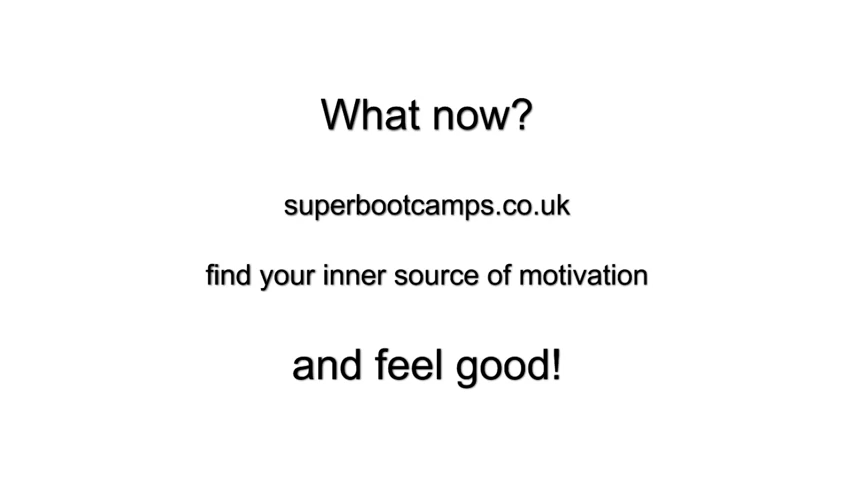 What now?
superbootcamps.co.uk
find your inner source of motivation
and feel good!